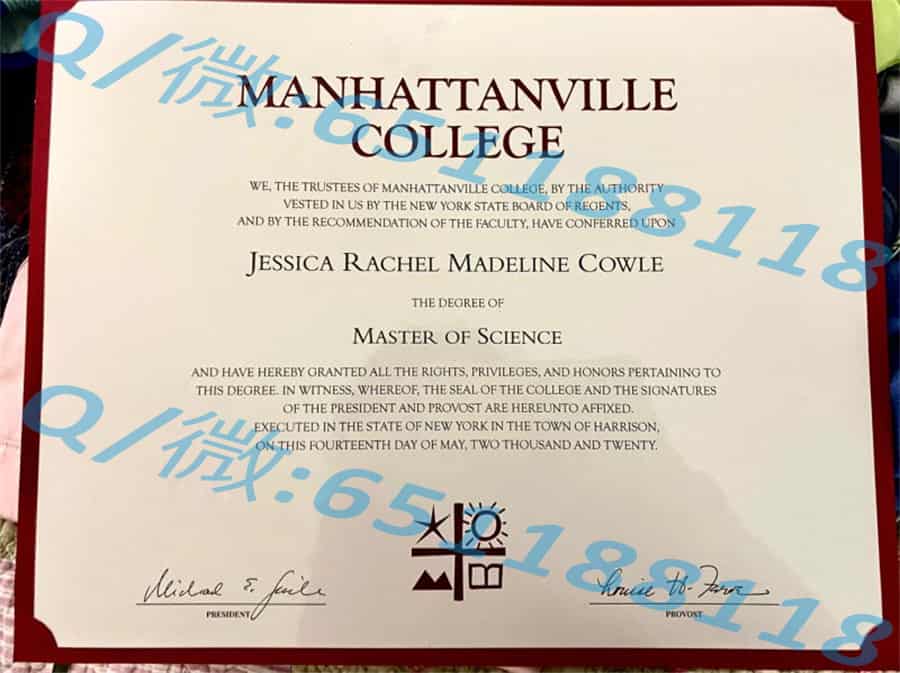 MANHATTANVILLE
COLLEGE
WE, THE TRUSTEES OF MANHATTANVILLE COLLEGE, BY THE AUTHORITY
VESTED IN US BY THE NEW YORK STATE BOARD OF REGENTS,
AND BY THE RECOMMENDATION OF THE FACULTY, HAVE CONFERRED UPON
JESSICA RACHEL MADELINE COWLE
THE DEGREE OF
MASTER OF SCIENCE
AND HAVE HEREBY GRANTED ALL THE RIGHTS, PRIVILEGES, AND HONORS PERTAINING TO
THIS DEGREE. IN WITNESS, WHEREOF, THE SEAL OF THE COLLEGE AND THE SIGNATURES
OF THE PRESIDENT AND PROVOST ARE HEREUNTO AFFIXED.
EXECUTED IN THE STATE OF NEW YORK IN THE TOWN OF HARRISON,
ON THIS FOURTEENTH DAY OF MAY, TWO THOUSAND AND TWENTY.
Michael E.
PRESIDENT
Louise H.
PROVOST
Q/微:651188118
Q/微:651188118